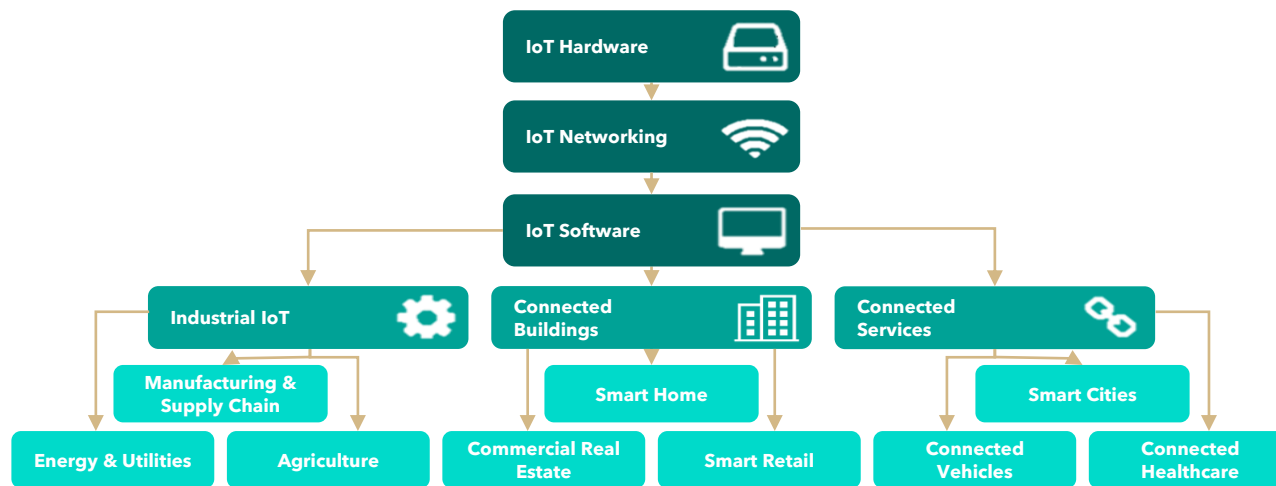 IoT Hardware
IoT Networking
IoT Software
Industrial IoT
Connected
Buildings
Connected
Services
Manufacturing &
Supply Chain
Smart Home
Smart Cities
Energy & Utilities
Agriculture
Commercial Real
Estate
Smart Retail
Connected
Vehicles
Connected
Healthcare